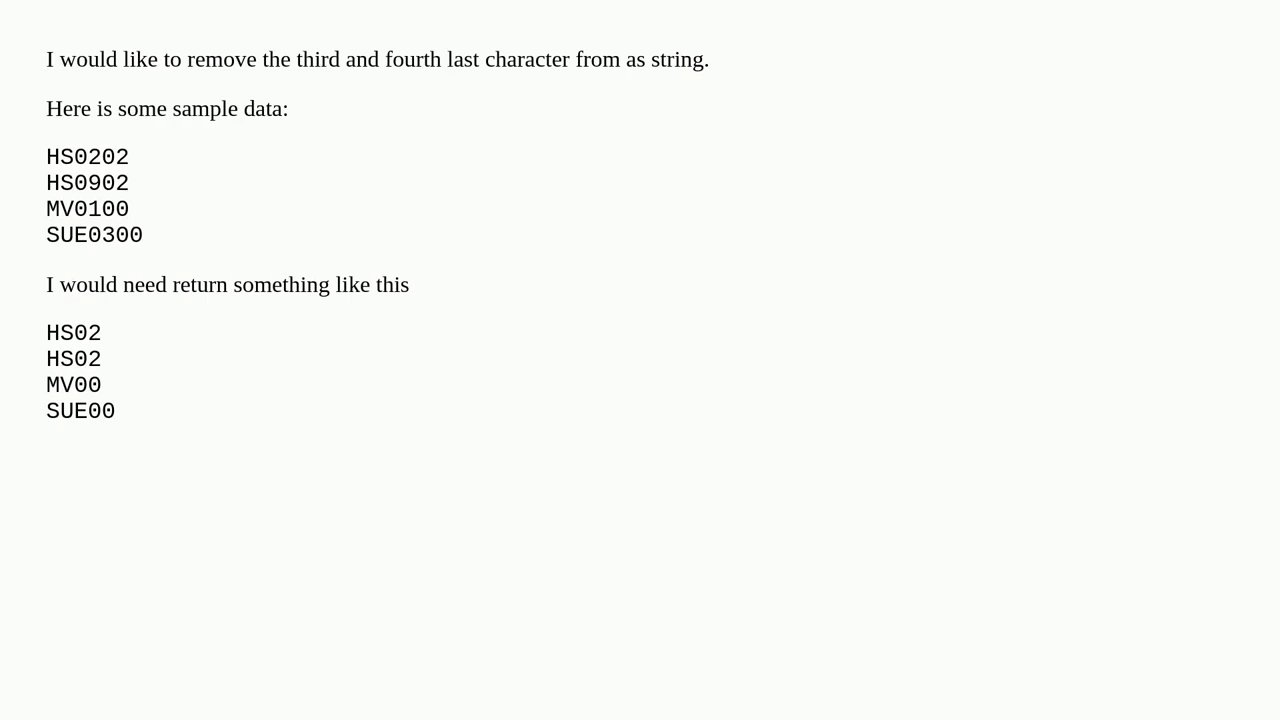 I would like to remove the third and fourth last character from as string.
Here is some sample data:
HS0202
HS0902
MV0100
SUE0300
I would need return something like this
HS02
HS02
MV00
SUE00